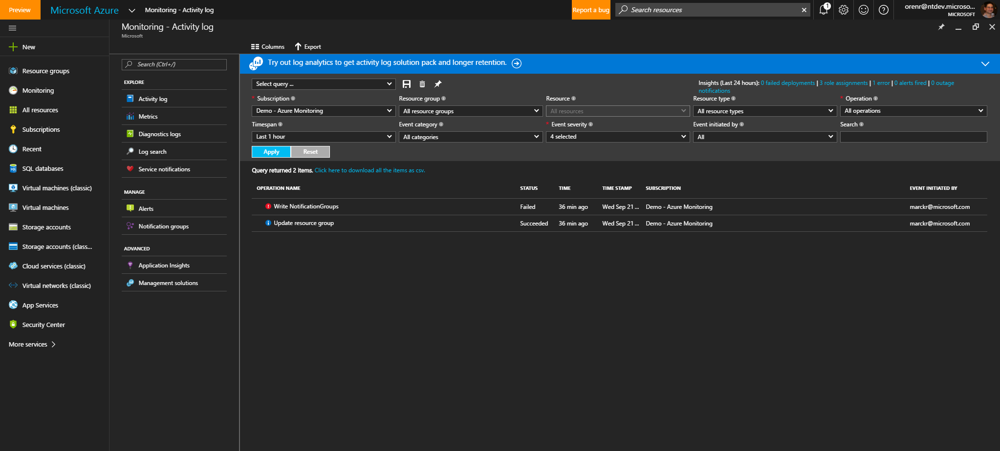 Preview
Microsoft Azure
Monitoring - Activity log
Report a bug
Search resources
1
orenr@ntdev.microso...
MICROSOFT
New
Resource groups
Monitoring
All resources
Subscriptions
Recent
SQL databases
Virtual machines (classic)
Virtual machines
Storage accounts
Storage accounts (class...
Cloud services (classic)
Virtual networks (classic)
App Services
Security Center
More services
Monitoring - Activity log
Microsoft
Search (Ctrl+/)
EXPLORE
Activity log
Metrics
Diagnostics logs
Log search
Service notifications
MANAGE
Alerts
Notification groups
ADVANCED
Application Insights
Management solutions
Columns Export
Try out log analytics to get activity log solution pack and longer retention.
Select query ...
Insights (Last 24 hours): 0 failed deployments | 3 role assignments | 1 error | 0 alerts fired | 0 outage
notifications
* Subscription Resource group Resource Resource type * Operation
Demo - Azure Monitoring All resource groups All resources All resource types All operations
Timespan Event category * Event severity Event initiated by Search
Last 1 hour All categories 4 selected All
Apply Reset
Query returned 2 items. Click here to download all the items as csv.
OPERATION NAME STATUS TIME TIME STAMP SUBSCRIPTION EVENT INITIATED BY
Write NotificationGroups Failed 36 min ago Wed Sep 21 ... Demo - Azure Monitoring marckr@microsoft.com
Update resource group Succeeded 36 min ago Wed Sep 21 ... Demo - Azure Monitoring marckr@microsoft.com